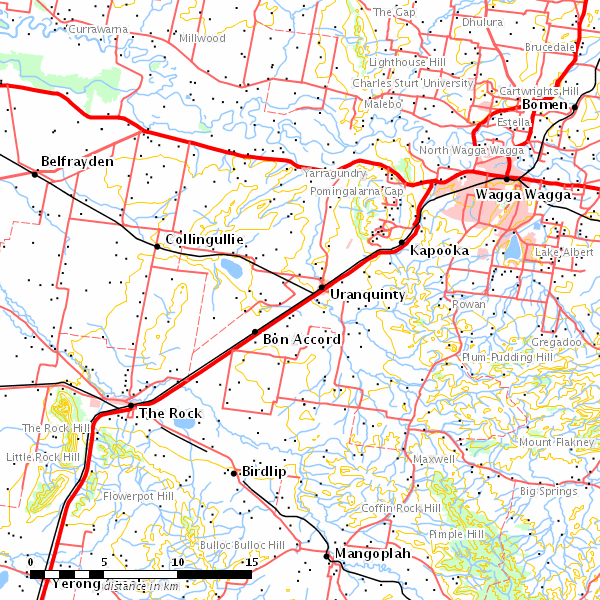 The Gap
Dhulura
Currawarna
Millwood
Brucedale
Lighthouse Hill
Charles Sturt University
Cartwrights Hill
Malebo
Bomen
Estella
North Wagga Wagga
Belfrayden
Yarragundry
Pomingalarna Gap
Wagga Wagga
Collingullie
Kapooka
Lake Albert
Uranquinty
Rowan
Bon Accord
Gregadoo
Plum Pudding Hill
The Rock
The Rock Hill
Mount Flakney
Little Rock Hill
Maxwell
Birdlip
Big Springs
Flowerpot Hill
Coffin Rock Hill
Pimple Hill
Bulloc Bulloc Hill
Mangoplah
0 5 10 15
Yerong
distance in km